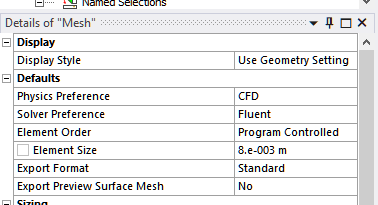 Named Selections
Details of "Mesh"
Display
Display Style Use Geometry Setting
Defaults
Physics Preference CFD
Solver Preference Fluent
Element Order Program Controlled
Element Size 8.e-003 m
Export Format Standard
Export Preview Surface Mesh No
Sizing